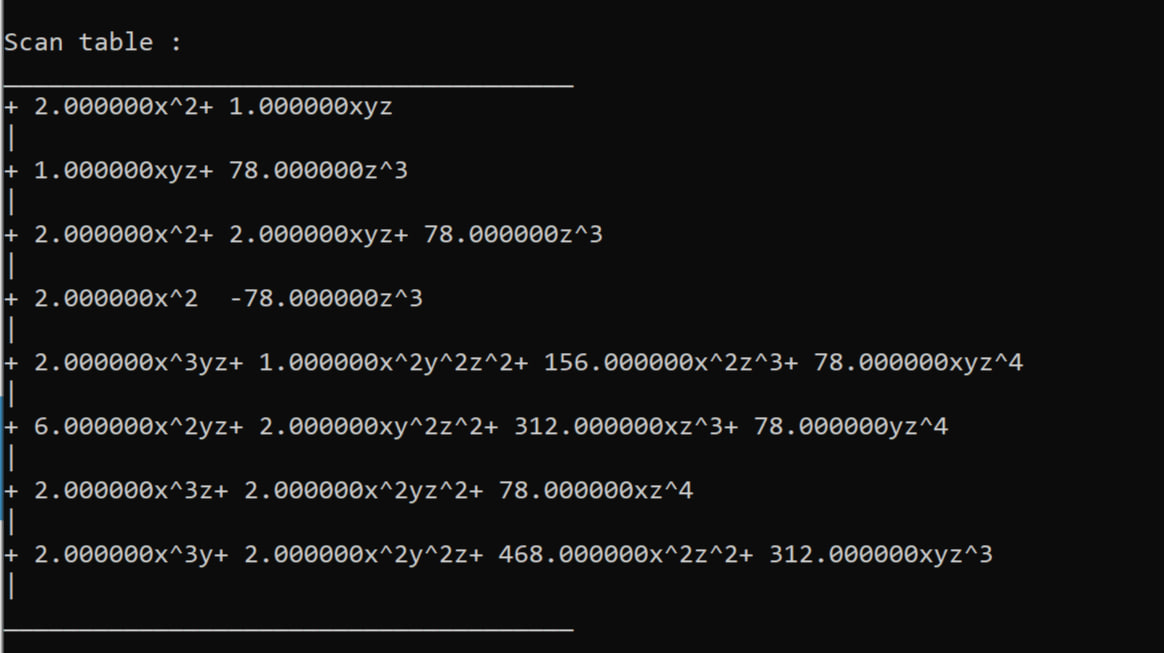 Scan table :
______________________________________
+ 2.000000x^2+ 1.000000xyz
|
+ 1.000000xyz+ 78.000000z^3
|
+ 2.000000x^2+ 2.000000xyz+ 78.000000z^3
|
+ 2.000000x^2  -78.000000z^3
|
+ 2.000000x^3yz+ 1.000000x^2y^2z^2+ 156.000000x^2z^3+ 78.000000xyz^4
|
+ 6.000000x^2yz+ 2.000000xy^2z^2+ 312.000000xz^3+ 78.000000yz^4
|
+ 2.000000x^3z+ 2.000000x^2yz^2+ 78.000000xz^4
|
+ 2.000000x^3y+ 2.000000x^2y^2z+ 468.000000x^2z^2+ 312.000000xyz^3
|
______________________________________